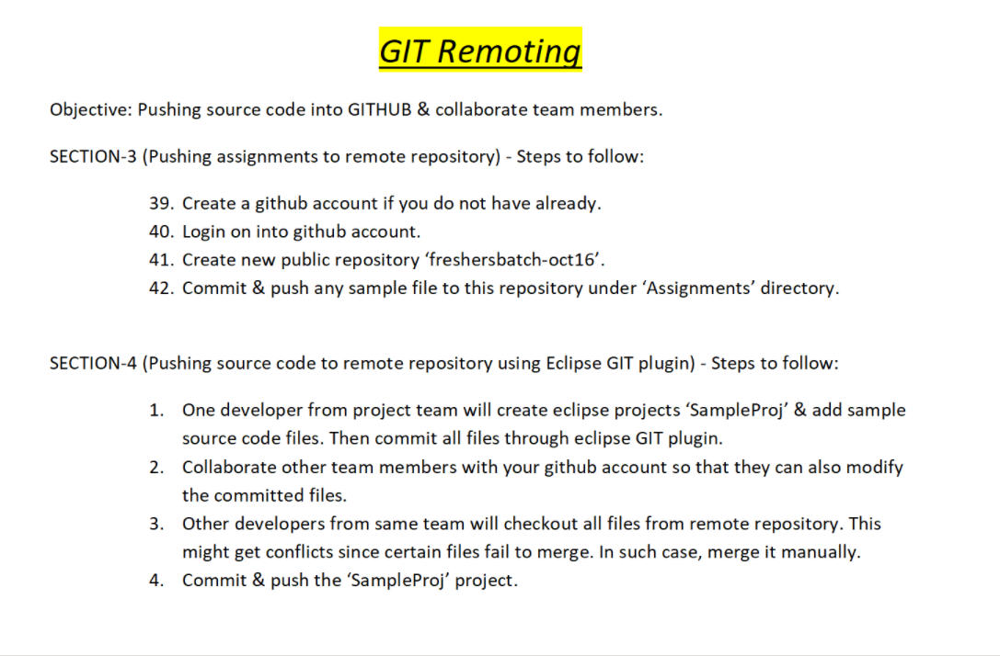 GIT Remoting
Objective: Pushing source code into GITHUB & collaborate team members.
SECTION-3 (Pushing assignments to remote repository) - Steps to follow:
39. Create a github account if you do not have already.
40. Login on into github account.
41. Create new public repository ‘freshersbatch-oct16’.
42. Commit & push any sample file to this repository under ‘Assignments’ directory.
SECTION-4 (Pushing source code to remote repository using Eclipse GIT plugin) - Steps to follow:
1. One developer from project team will create eclipse projects ‘SampleProj’ & add sample
source code files. Then commit all files through eclipse GIT plugin.
2. Collaborate other team members with your github account so that they can also modify
the committed files.
3. Other developers from same team will checkout all files from remote repository. This
might get conflicts since certain files fail to merge. In such case, merge it manually.
4. Commit & push the ‘SampleProj’ project.